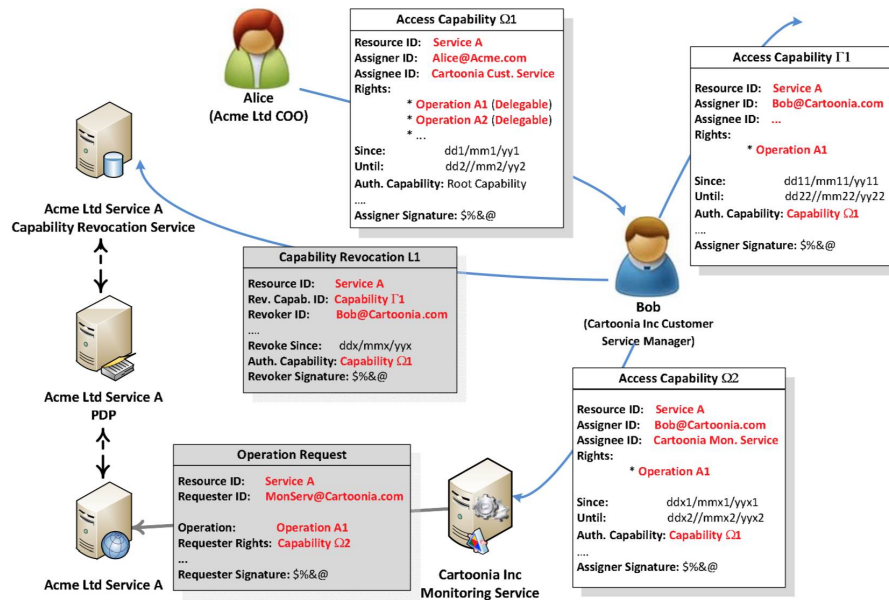 Access Capability Ω1
Resource ID: Service A
Assigner ID: Alice@Acme.com
Assignee ID: Cartoonia Cust. Service
Rights:
* Operation A1 (Delegable)
* Operation A2 (Delegable)
* ...
Since: dd1/mm1/yy1
Until: dd2//mm2/yy2
Auth. Capability: Root Capability
....
Assigner Signature: $%&@
Alice
(Acme Ltd COO)
Access Capability Γ1
Resource ID: Service A
Assigner ID: Bob@Cartoonia.com
Assignee ID: ...
Rights:
* Operation A1
Since: dd11/mm11/yy11
Until: dd22//mm22/yy22
Auth. Capability: Capability Ω1
....
Assigner Signature: $%&@
Acme Ltd Service A
Capability Revocation Service
Capability Revocation L1
Resource ID: Service A
Rev. Capab. ID: Capability Γ1
Revoker ID: Bob@Cartoonia.com
....
Revoke Since: ddx/mmx/yyx
Auth. Capability: Capability Ω1
Revoker Signature: $%&@
Bob
(Cartoonia Inc Customer
Service Manager)
Acme Ltd Service A
PDP
Access Capability Ω2
Resource ID: Service A
Assigner ID: Bob@Cartoonia.com
Assignee ID: Cartoonia Mon. Service
Rights:
* Operation A1
Since: ddx1/mmx1/yyx1
Until: ddx2//mmx2/yyx2
Auth. Capability: Capability Ω1
....
Assigner Signature: $%&@
Operation Request
Resource ID: Service A
Requester ID: MonServ@Cartoonia.com
Operation: Operation A1
Requester Rights: Capability Ω2
...
Requester Signature: $%&@
Acme Ltd Service A
Cartoonia Inc
Monitoring Service